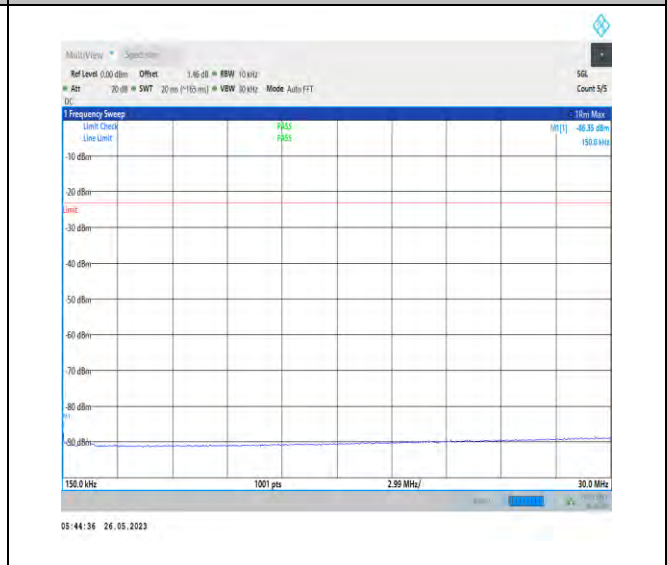 MultiView Spectrum
Ref Level 0.00 dBm Offset 1.46 dB RBW 10 kHz SGL
Att 20 dB SWT 20 ms (~165 ms) VBW 30 kHz Mode Auto FFT Count 5/5
DC
1 Frequency Sweep 1Rm Max
Limit Check PASS M1[1] -86.35 dBm
Line Limit PASS 150.0 kHz
-10 dBm
-20 dBm
Limit
-30 dBm
-40 dBm
-50 dBm
-60 dBm
-70 dBm
-80 dBm
M1
-90 dBm
150.0 kHz 1001 pts 2.99 MHz/ 30.0 MHz
05:44:36 26.05.2023